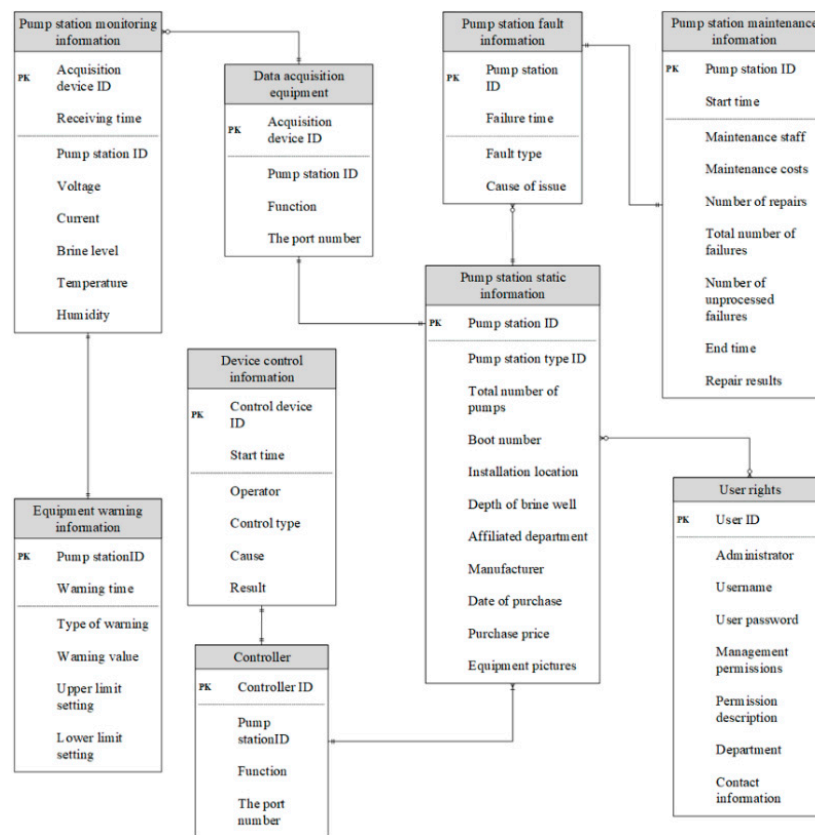 Pump station monitoring
information
PK
Acquisition
device ID
Receiving time
Pump station ID
Voltage
Current
Brine level
Temperature
Humidity
Data acquisition
equipment
PK
Acquisition
device ID
Pump station ID
Function
The port number
Pump station fault
information
PK
Pump station
ID
Failure time
Fault type
Cause of issue
Pump station maintenance
information
PK
Pump station ID
Start time
Maintenance staff
Maintenance costs
Number of repairs
Total number of
failures
Number of
unprocessed
failures
End time
Repair results
Pump station static
information
PK
Pump station ID
Pump station type ID
Total number of
pumps
Boot number
Installation location
Depth of brine well
Affiliated department
Manufacturer
Date of purchase
Purchase price
Equipment pictures
Device control
information
PK
Control device
ID
Start time
Operator
Control type
Cause
Result
Equipment warning
information
PK
Pump stationID
Warning time
Type of warning
Warning value
Upper limit
setting
Lower limit
setting
Controller
PK
Controller ID
Pump
stationID
Function
The port
number
User rights
PK
User ID
Administrator
Username
User password
Management
permissions
Permission
description
Department
Contact
information